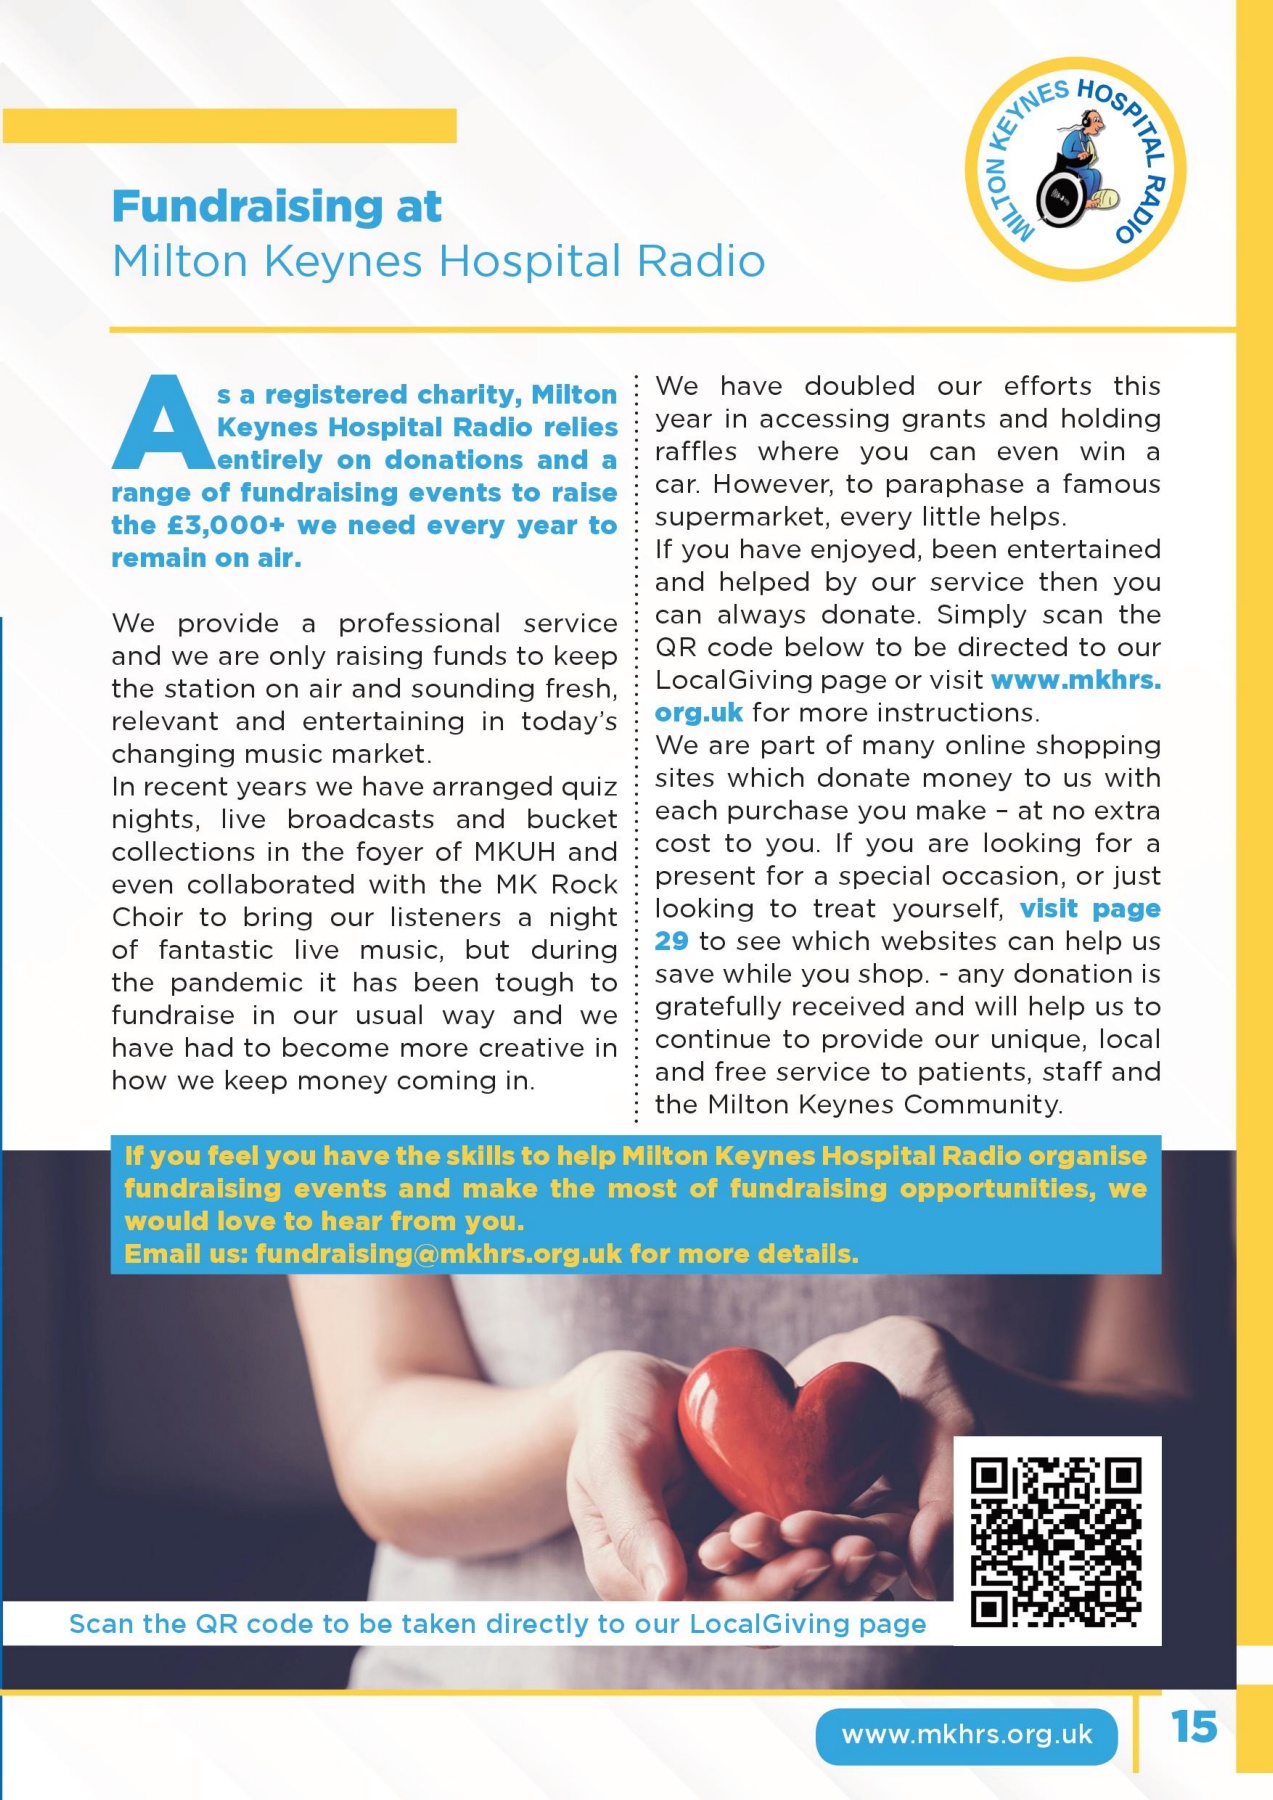 MILTON KEYNES HOSPITAL RADIO
Fundraising at
Milton Keynes Hospital Radio
As a registered charity, Milton
Keynes Hospital Radio relies
entirely on donations and a
range of fundraising events to raise
the £3,000+ we need every year to
remain on air.
We provide a professional service
and we are only raising funds to keep
the station on air and sounding fresh,
relevant and entertaining in today's
changing music market.
In recent years we have arranged quiz
nights, live broadcasts and bucket
collections in the foyer of MKUH and
even collaborated with the MK Rock
Choir to bring our listeners a night
of fantastic live music, but during
the pandemic it has been tough to
fundraise in our usual way and we
have had to become more creative in
how we keep money coming in.
We have doubled our efforts this
year in accessing grants and holding
raffles where you can even win a
car. However, to paraphase a famous
supermarket, every little helps.
If you have enjoyed, been entertained
and helped by our service then you
can always donate. Simply scan the
QR code below to be directed to our
LocalGiving page or visit www.mkhrs.
org.uk for more instructions.
We are part of many online shopping
sites which donate money to us with
each purchase you make – at no extra
cost to you. If you are looking for a
present for a special occasion, or just
looking to treat yourself, visit page
29 to see which websites can help us
save while you shop. - any donation is
gratefully received and will help us to
continue to provide our unique, local
and free service to patients, staff and
the Milton Keynes Community.
If you feel you have the skills to help Milton Keynes Hospital Radio organise
fundraising events and make the most of fundraising opportunities, we
would love to hear from you.
Email us: fundraising@mkhrs.org.uk for more details.
Scan the QR code to be taken directly to our LocalGiving page
www.mkhrs.org.uk
15